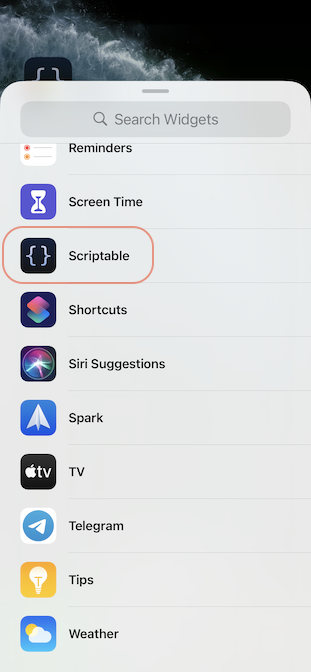 Search Widgets
Reminders
Screen Time
{ } Scriptable
Shortcuts
Siri Suggestions
Spark
tv TV
Telegram
Tips
Weather